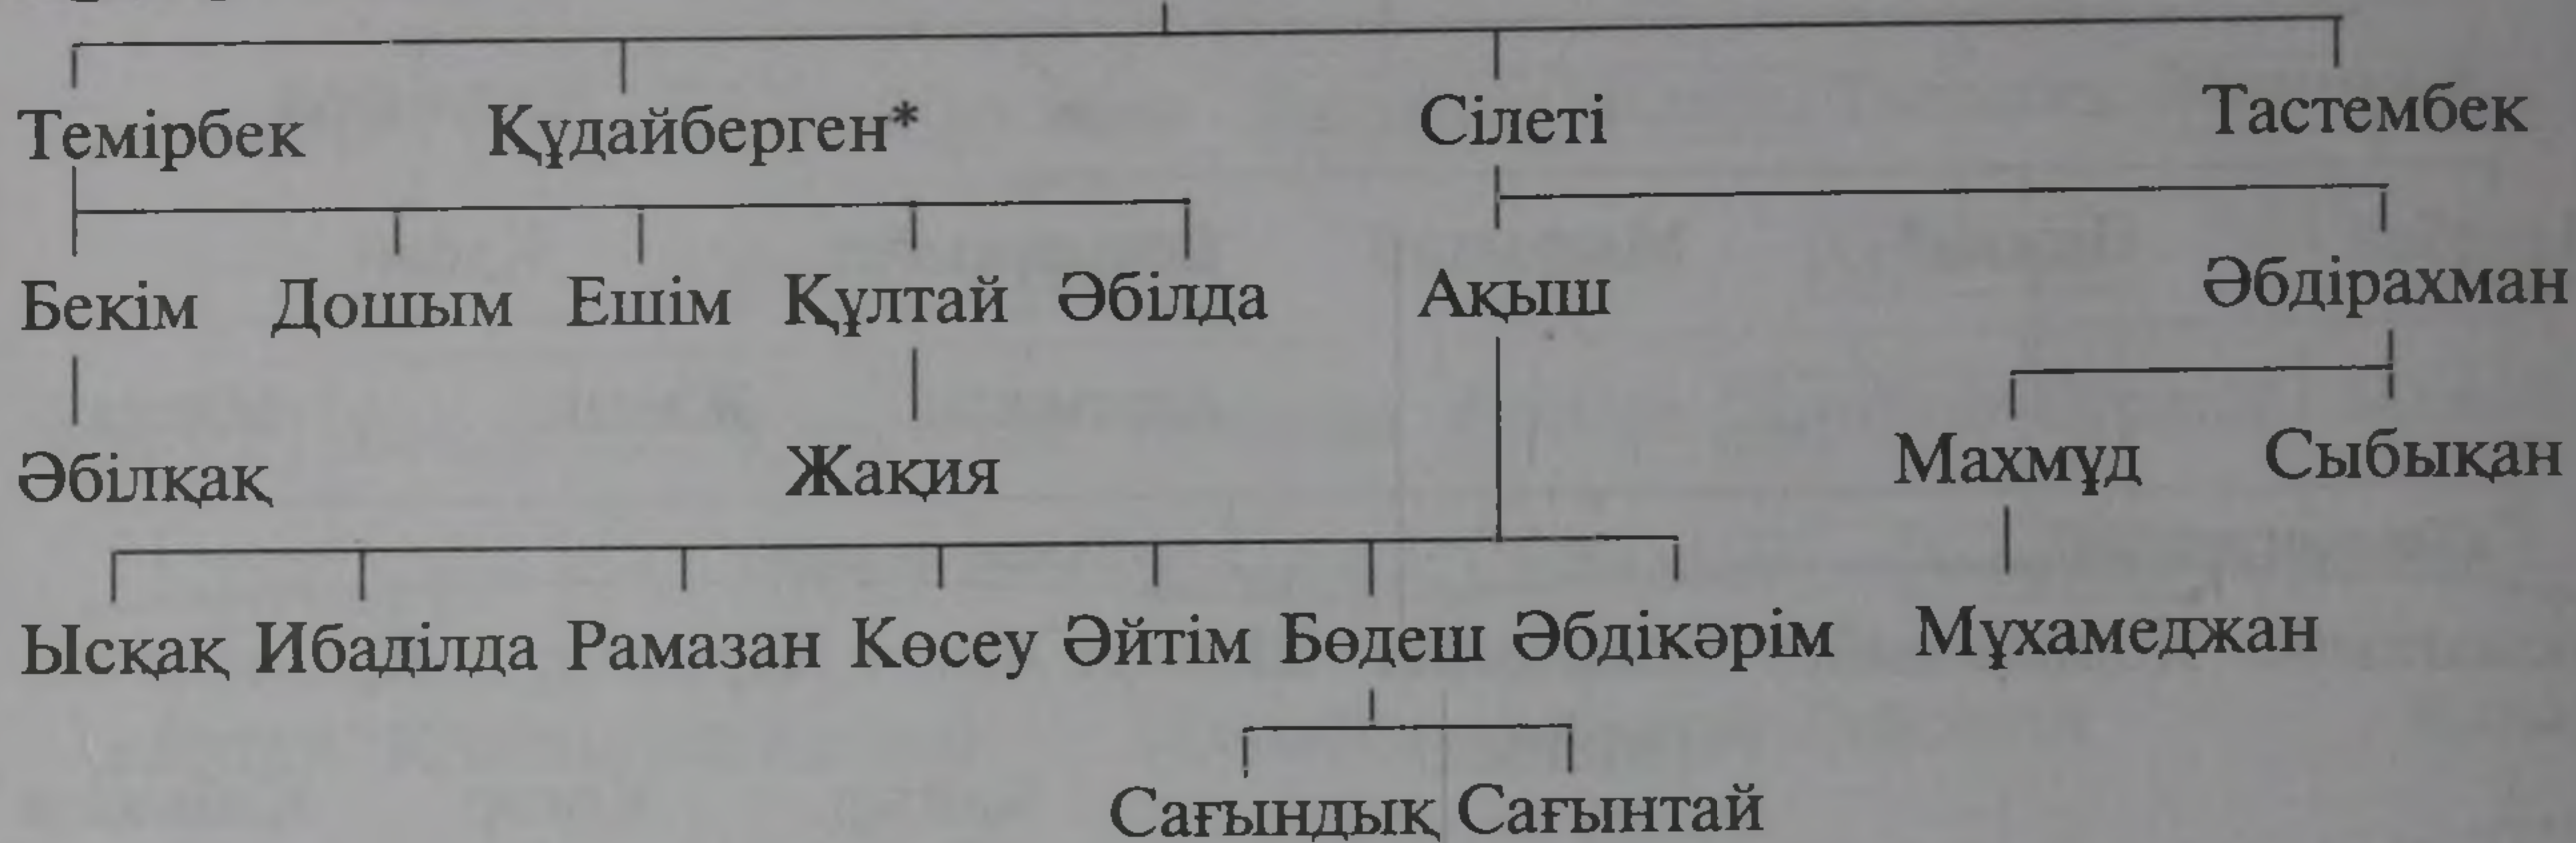 Темірбек Құдайберген* Сілеті Тастембек
Бекім Дошым Ешім Құлтай Әбілда Ақыш Әбдірахман
Әбілқақ Жақия Махмұд Сыбықан
Ысқақ Ибаділда Рамазан Көсеу Әйтім Бөдеш Әбдікәрім Мұхамеджан
Сағындық Сағынтай